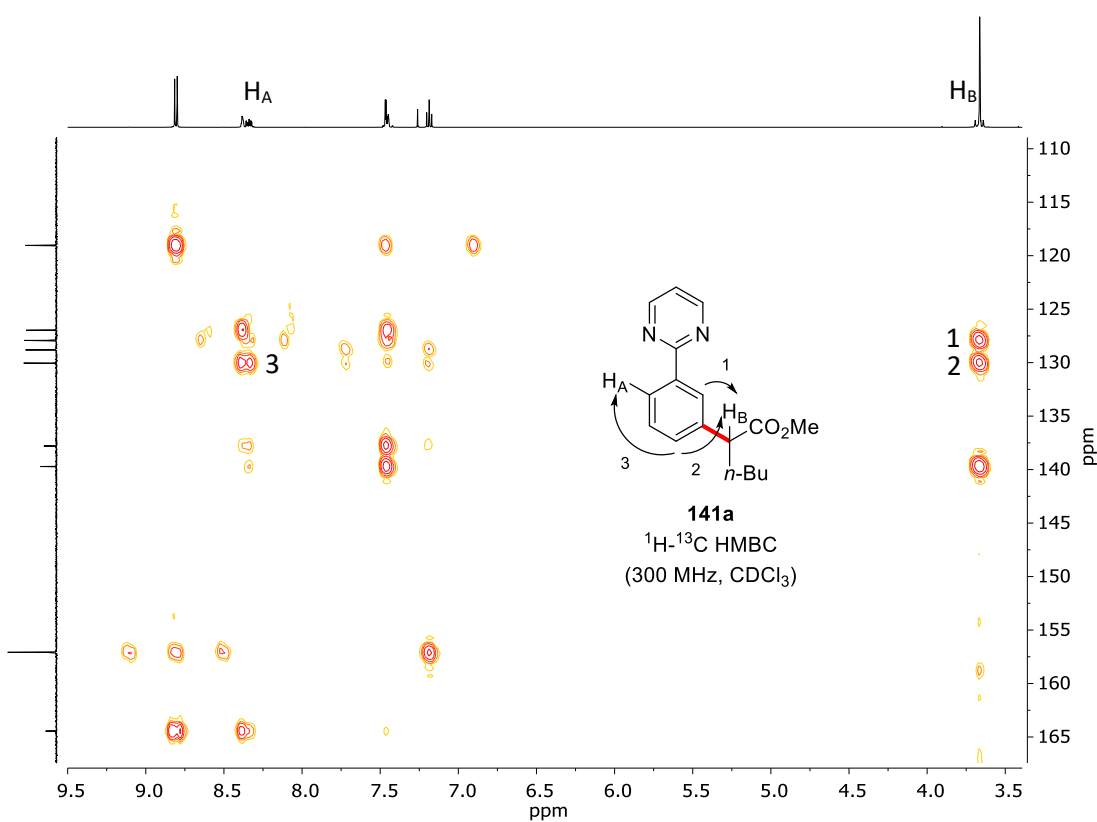 H_A
H_B
110
115
120
125
130
135
140
145
150
155
160
165
ppm
1
2
3
N N
H_A
1
H_B
CO₂Me
3
2
n-Bu
141a
¹H-¹³C HMBC
(300 MHz, CDCl₃)
9.5 9.0 8.5 8.0 7.5 7.0 6.5 6.0 5.5 5.0 4.5 4.0 3.5
ppm